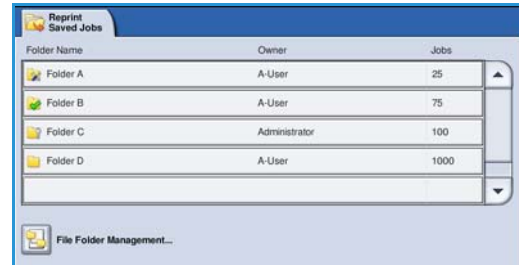 Reprint
Saved Jobs
Folder Name Owner Jobs
Folder A A-User 25
Folder B A-User 75
Folder C Administrator 100
Folder D A-User 1000
File Folder Management...